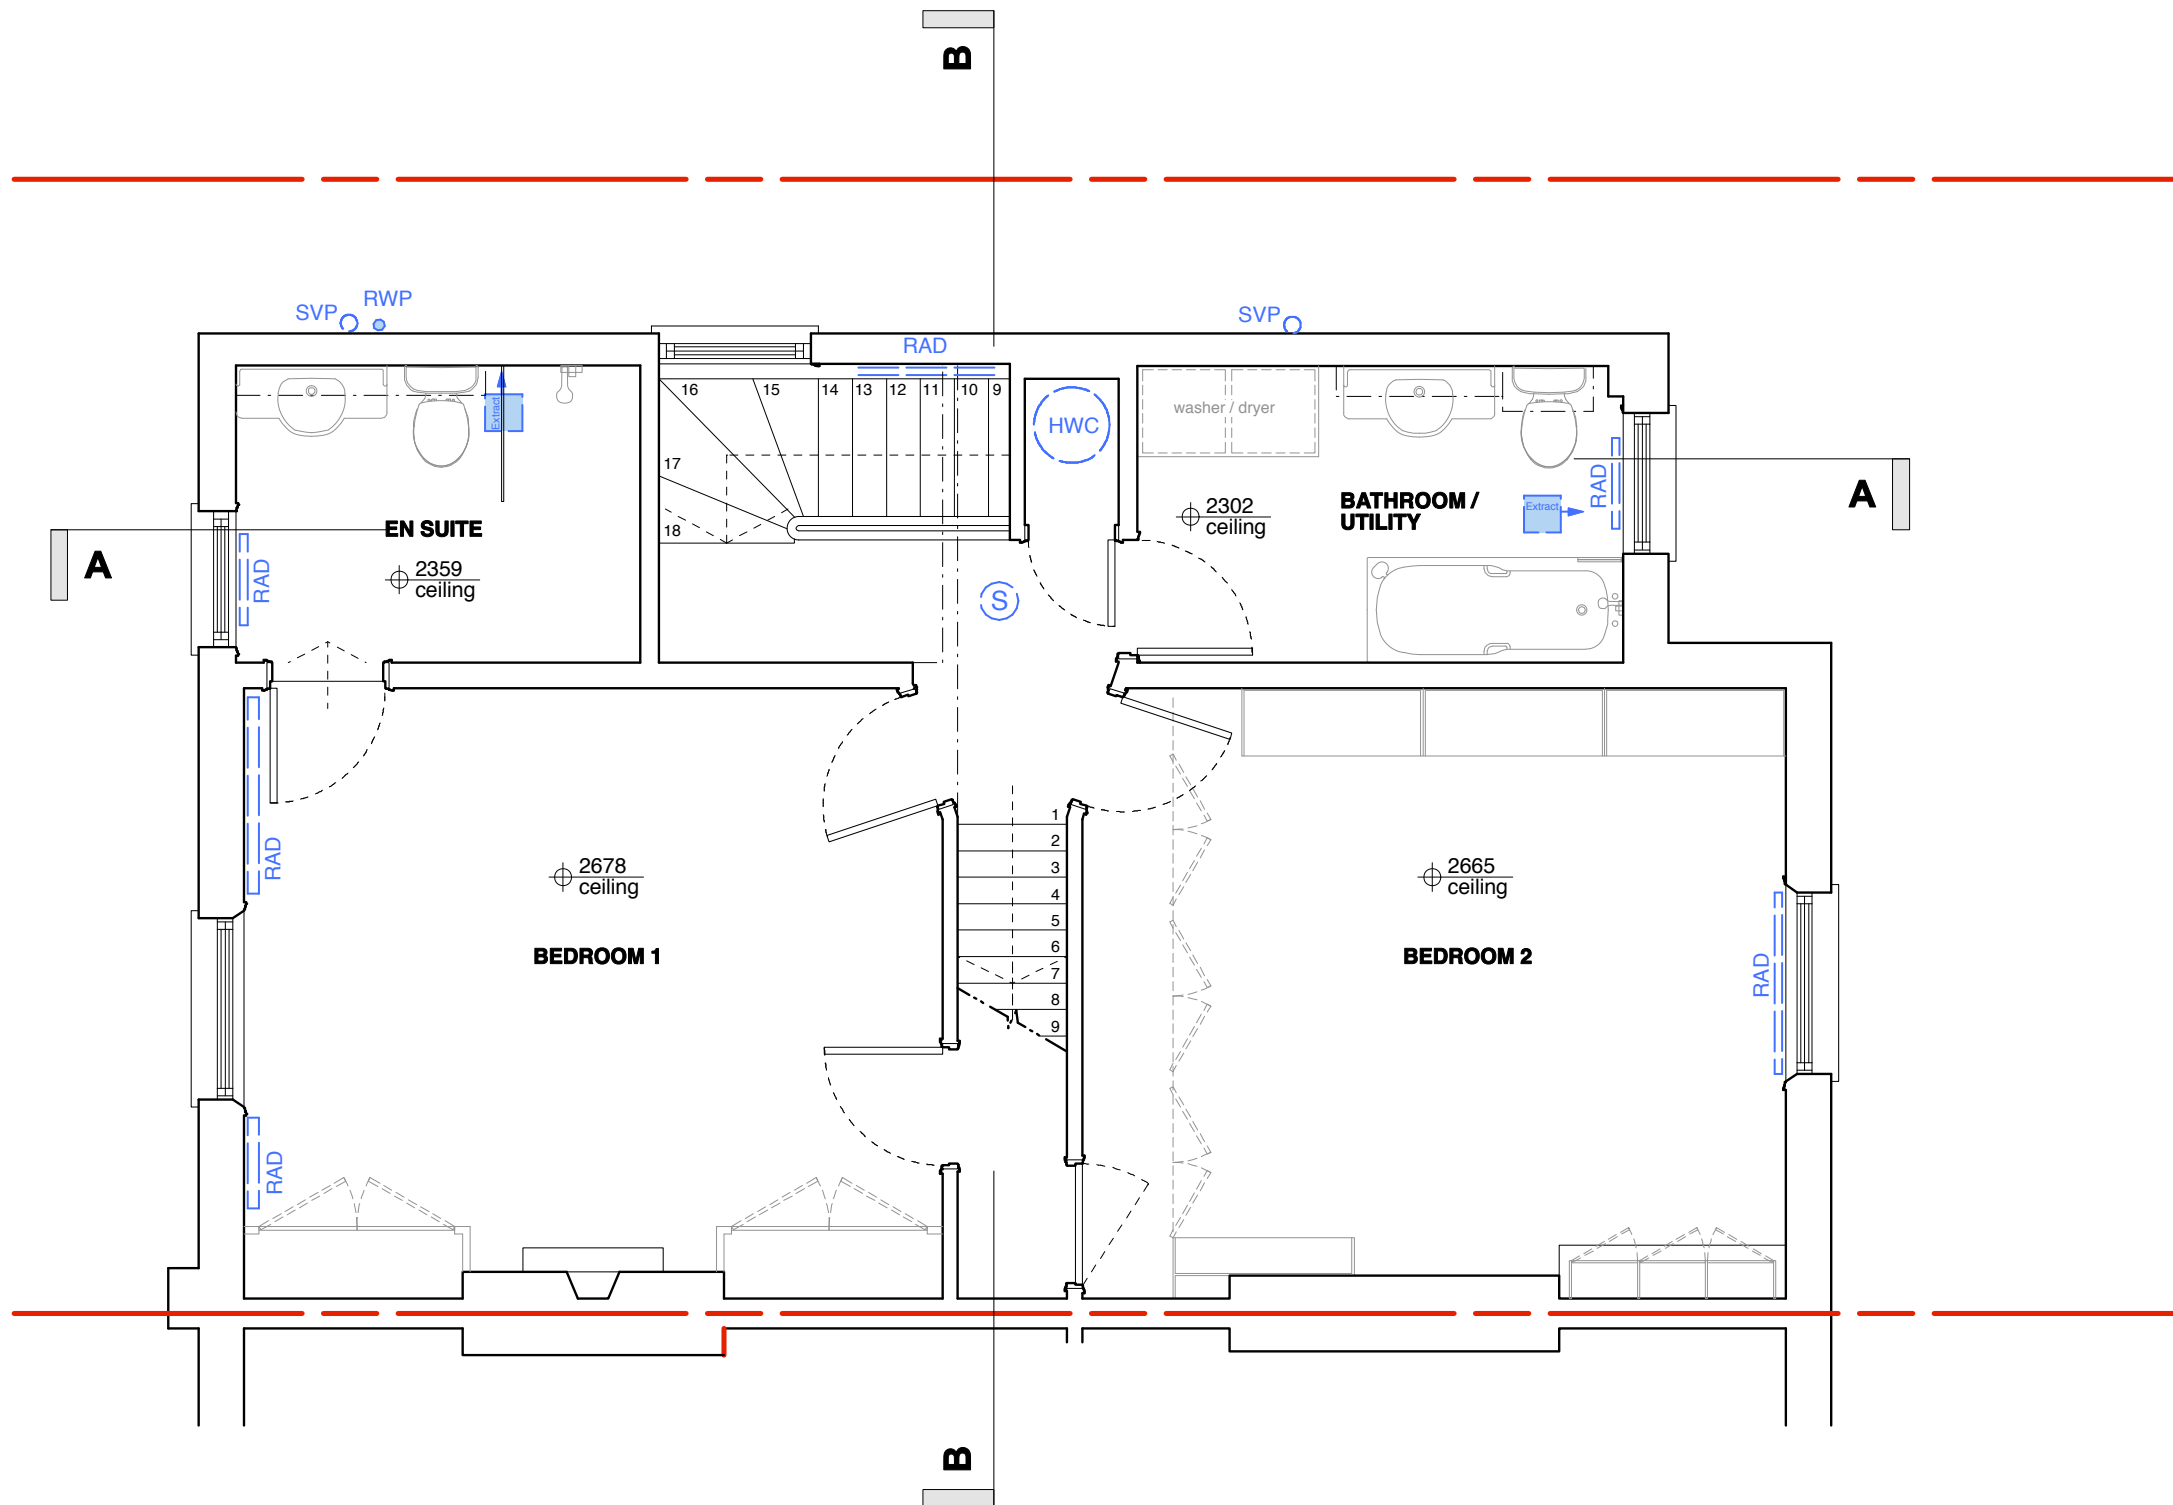 B
SVP
RWP
SVP
RAD
16
15
14
13
12
11
10
9
17
18
HWC
washer / dryer
Extract
EN SUITE
2359
ceiling
RAD
2302
ceiling
BATHROOM /
UTILITY
Extract
RAD
A
A
S
RAD
2678
ceiling
BEDROOM 1
RAD
1
2
3
4
5
6
7
8
9
2665
ceiling
BEDROOM 2
RAD
B